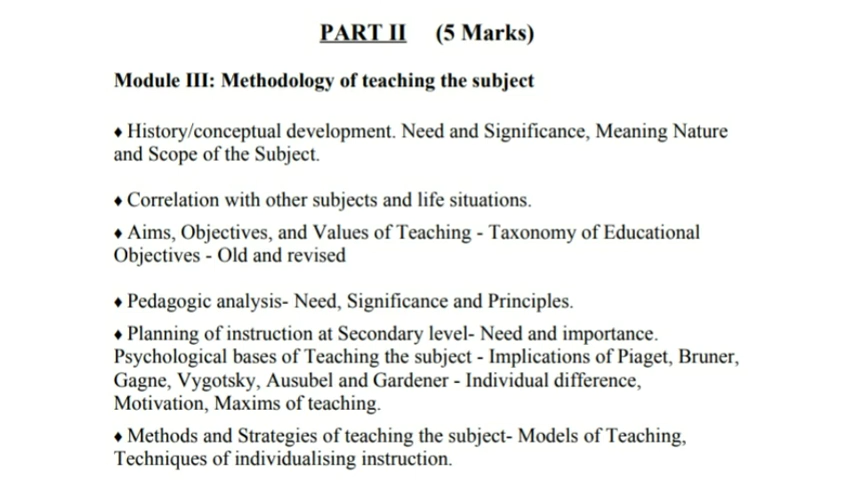 PART II (5 Marks)
Module III: Methodology of teaching the subject
♦ History/conceptual development. Need and Significance, Meaning Nature
and Scope of the Subject.
♦ Correlation with other subjects and life situations.
♦ Aims, Objectives, and Values of Teaching - Taxonomy of Educational
Objectives - Old and revised
♦ Pedagogic analysis- Need, Significance and Principles.
♦ Planning of instruction at Secondary level- Need and importance.
Psychological bases of Teaching the subject - Implications of Piaget, Bruner,
Gagne, Vygotsky, Ausubel and Gardener - Individual difference,
Motivation, Maxims of teaching.
♦ Methods and Strategies of teaching the subject- Models of Teaching,
Techniques of individualising instruction.